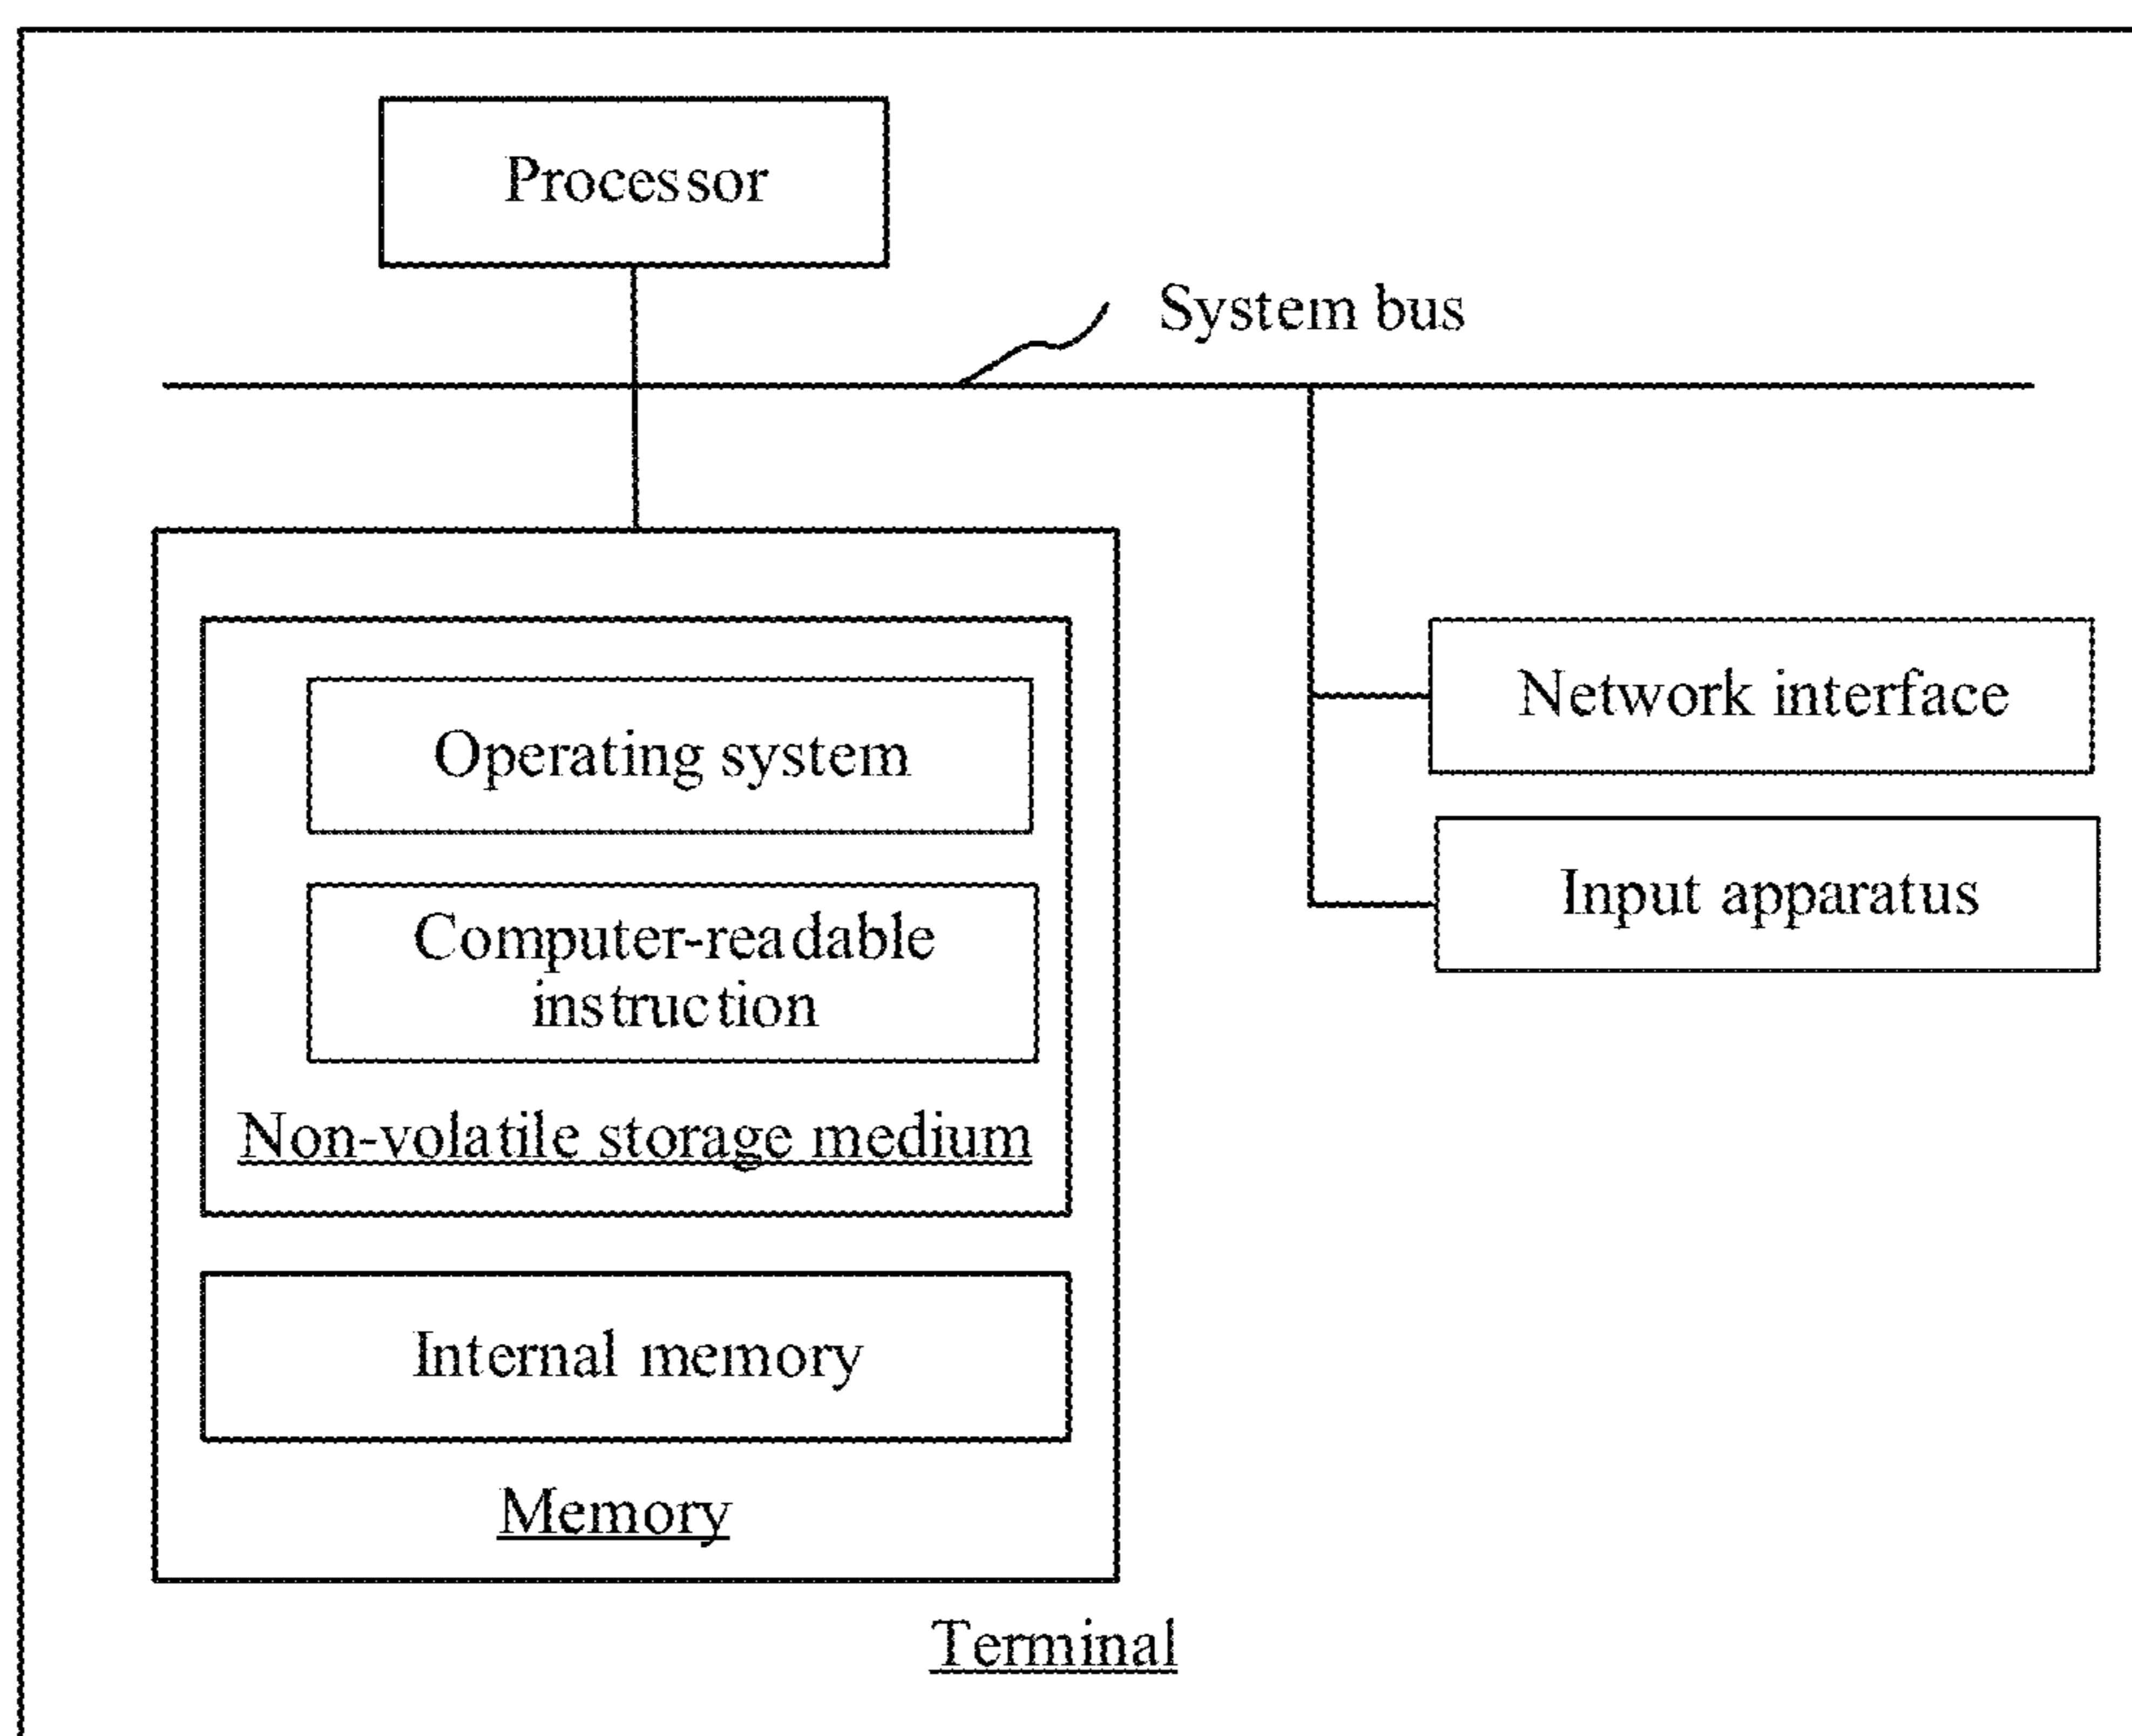 Processor
System bus
Operating system
Computer-readable
instruction
Non-volatile storage medium
Internal memory
Memory
Network interface
Input apparatus
Terminal